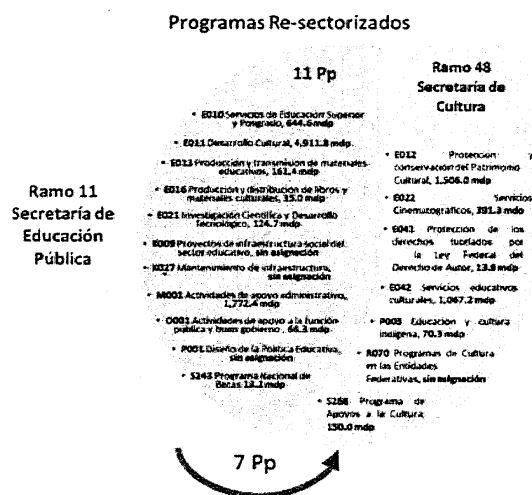 Programas Re-sectorizados
11 Pp
Ramo 48
Secretaría de
Cultura
Ramo 11
Secretaría de
Educación
Pública
• E010 Servicios de Educación Superior
y Posgrado, 644.6 mdp
• E011 Desarrollo Cultural, 4,911.8 mdp.
• E013 Producción y transmisión de materiales
educativos, 161.4 mdp
• E016 Producción y distribución de libros y
materiales culturales, 35.0 mdp
• E021 Investigación Científica y Desarrollo
Tecnológico, 124.7 mdp
• K009 Proyectos de infraestructura social del
sector educativo, sin asignación
• K027 Mantenimiento de infraestructura,
sin asignación
• M001 Actividades de apoyo administrativo,
1,772.4 mdp
• O001 Actividades de apoyo a la función
pública y buen gobierno, 66.3 mdp
• P001 Diseño de la Política Educativa,
sin asignación
• S243 Programa Nacional de
Becas mdp
• E012 Protección y
conservación del Patrimonio
Cultural, 1,506.0 mdp
• E022 Servicios
Cinematográficos, 391.3 mdp
• E041 Protección de los
derechos tutelados por
la Ley Federal del
Derecho de Autor, mdp
• E042 Servicios educativos
culturales, 1,067.2 mdp
• P003 Educación y cultura
indígena, 70.3 mdp
• R070 Programas de Cultura
en las Entidades
Federativas, sin asignación
• S268 Programa de
Apoyos a la Cultura,
150.0 mdp
7 Pp